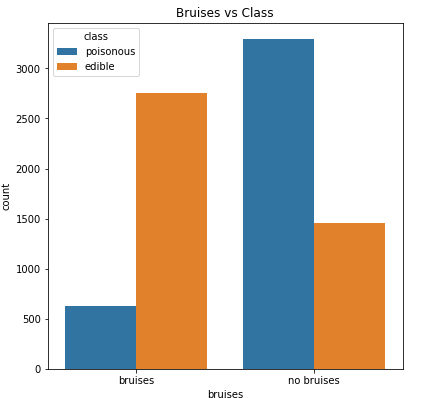 Bruises vs Class
class
poisonous
edible
3000
2500
2000
1500
1000
500
0
count
bruises
no bruises
bruises